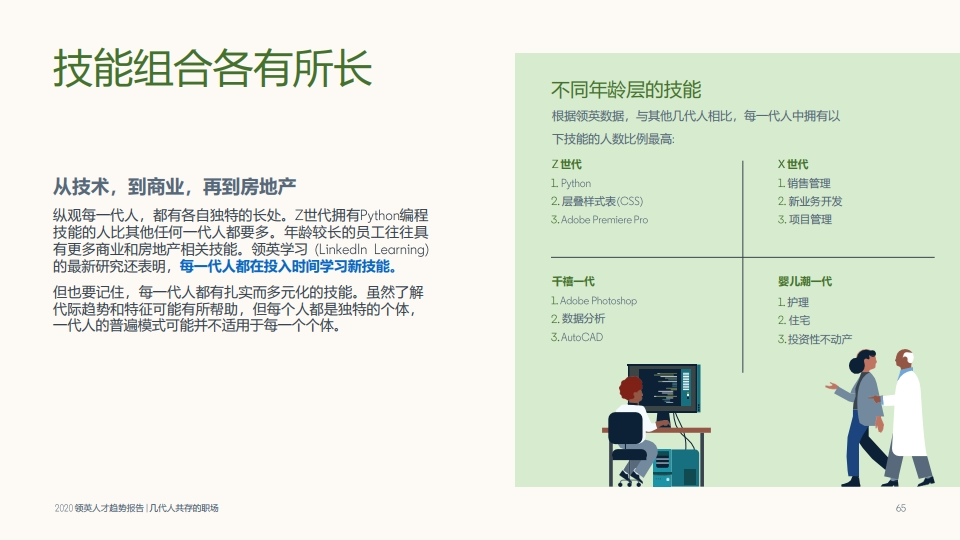 技能组合各有所长
从技术，到商业，再到房地产
纵观每一代人，都有各自独特的长处。Z世代拥有Python编程
技能的人比其他任何一代人都要多。年龄较长的员工往往具
有更多商业和房地产相关技能。领英学习 (LinkedIn Learning)
的最新研究还表明，每一代人都在投入时间学习新技能。
但也要记住，每一代人都有扎实而多元化的技能。虽然了解
代际趋势和特征可能有所帮助，但每个人都是独特的个体，
一代人的普遍模式可能并不适用于每一个个体。
不同年龄层的技能
根据领英数据，与其他几代人相比，每一代人中拥有以
下技能的人数比例最高:
Z 世代
1. Python
2. 层叠样式表(CSS)
3. Adobe Premiere Pro
X 世代
1. 销售管理
2. 新业务开发
3. 项目管理
千禧一代
1. Adobe Photoshop
2. 数据分析
3. AutoCAD
婴儿潮一代
1. 护理
2. 住宅
3. 投资性不动产
2020 领英人才趋势报告 | 几代人共存的职场
65